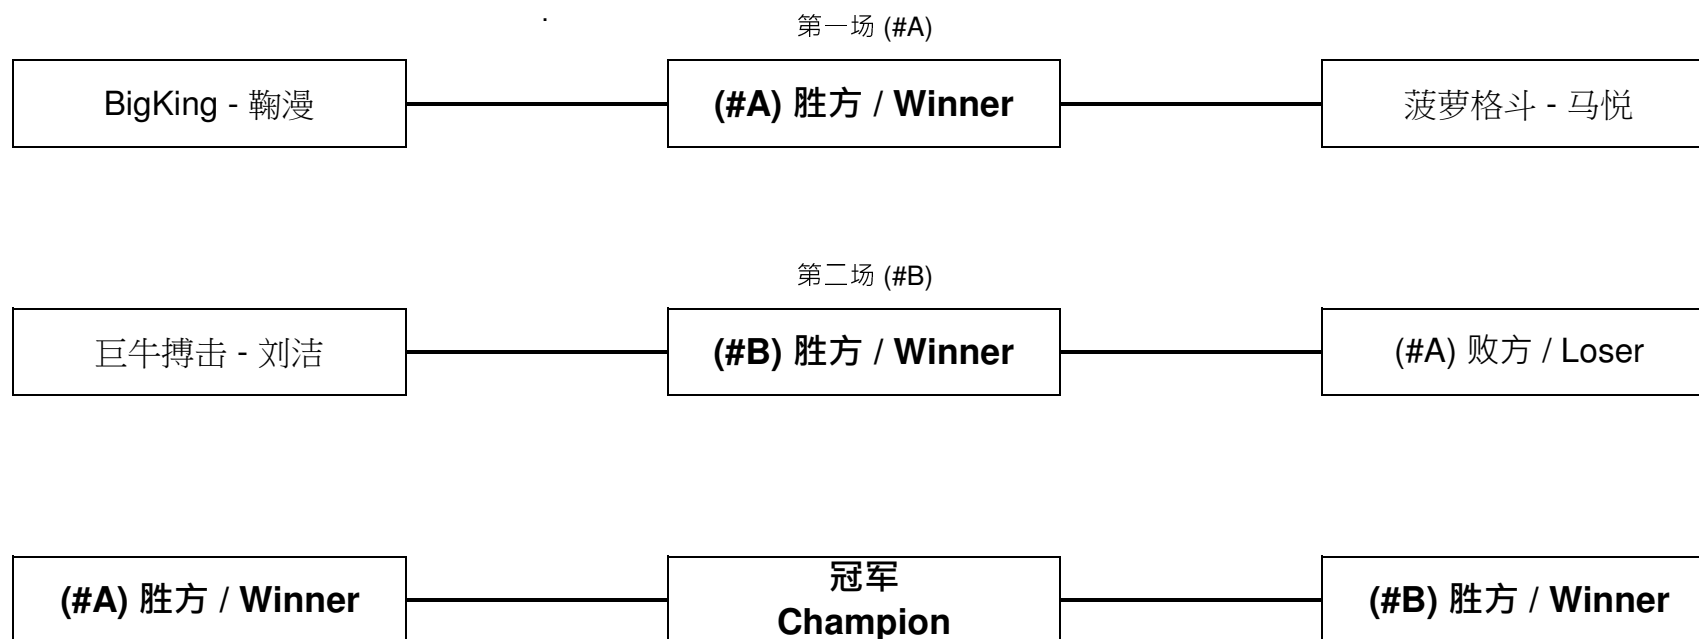 第一场 (#A)
BigKing - 鞠漫
(#A) 胜方 / Winner
菠萝格斗 - 马悦
第二场 (#B)
巨牛搏击 - 刘洁
(#B) 胜方 / Winner
(#A) 败方 / Loser
(#A) 胜方 / Winner
冠军
Champion
(#B) 胜方 / Winner